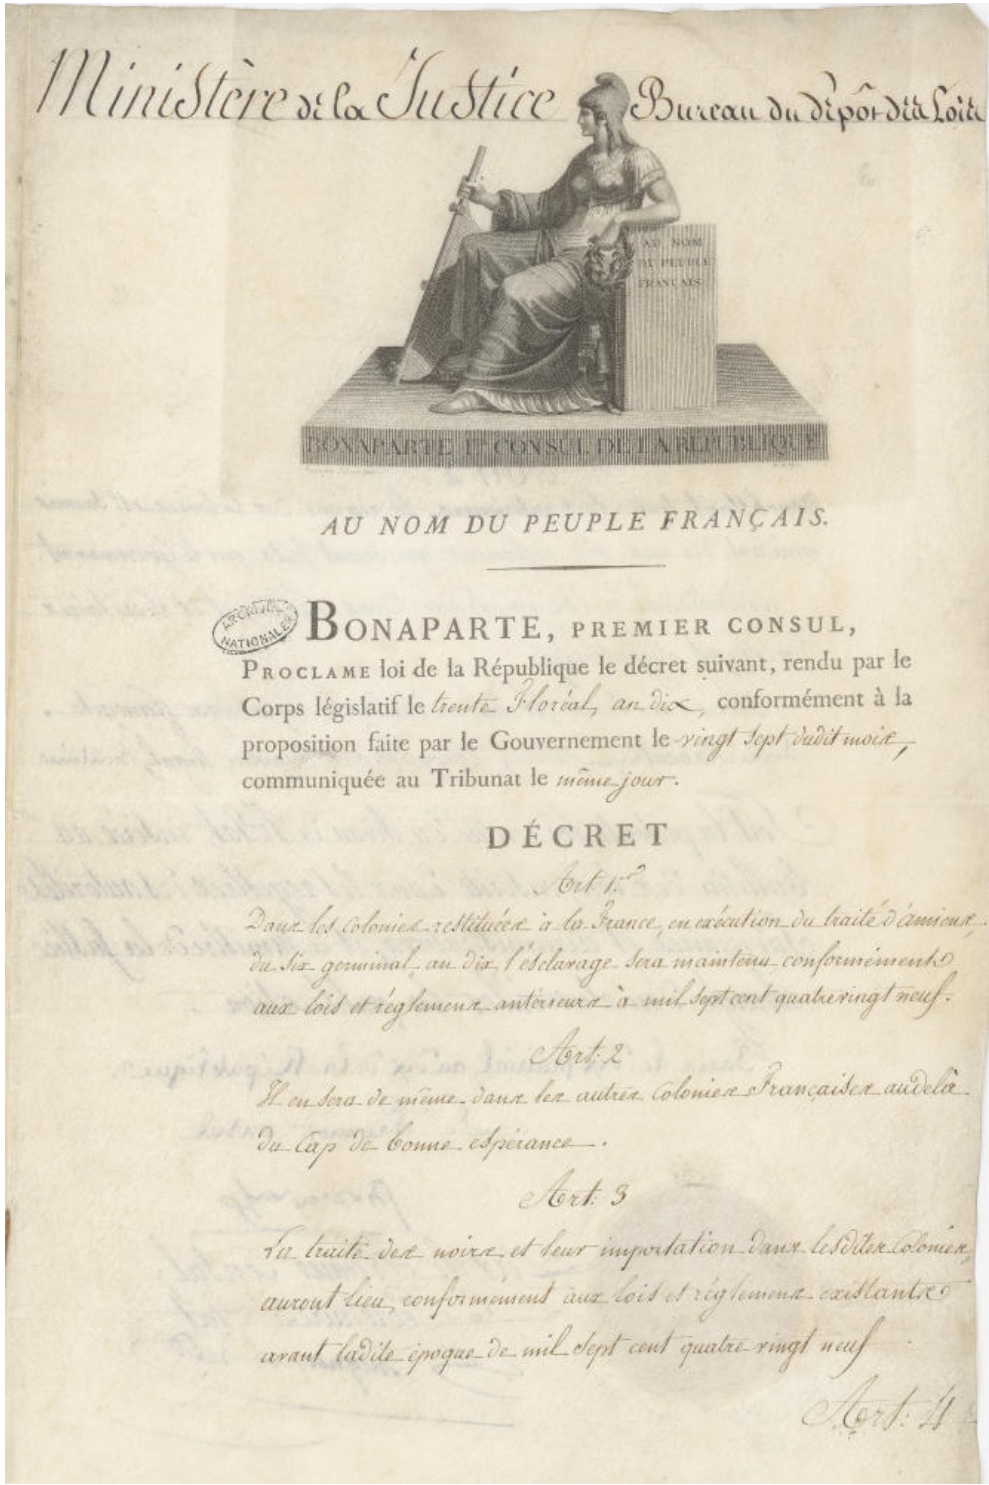 Ministère de la Justice Bureau du dépôt des Lois
AU NOM
DU PEUPLE
FRANÇAIS
BONAPARTE Ier CONSUL DE LA REPUBLIQUE
AU NOM DU PEUPLE FRANÇAIS.
ARCHIVES
NATIONALES
BONAPARTE, PREMIER CONSUL,
PROCLAME loi de la République le décret suivant, rendu par le
Corps législatif le trente Floréal, an dix, conformément à la
proposition faite par le Gouvernement le vingt sept dudit mois,
communiquée au Tribunat le même jour.
DÉCRET
Art 1.er
Dans les colonies restituées à la France, en exécution du traité d'amiens,
du six germinal, an dix, l'esclavage sera maintenu conformément
aux lois et réglemens antérieurs à mil sept cent quatrevingt neuf.
Art: 2
Il en sera de même dans les autres colonies Françaises audelà
du Cap de bonne espérance.
Art: 3
La traite des noirs et leur importation dans lesdites Colonies,
auront lieu, conformément aux lois et réglemens existants
avant ladite époque de mil sept cent quatre vingt neuf
Art: 4